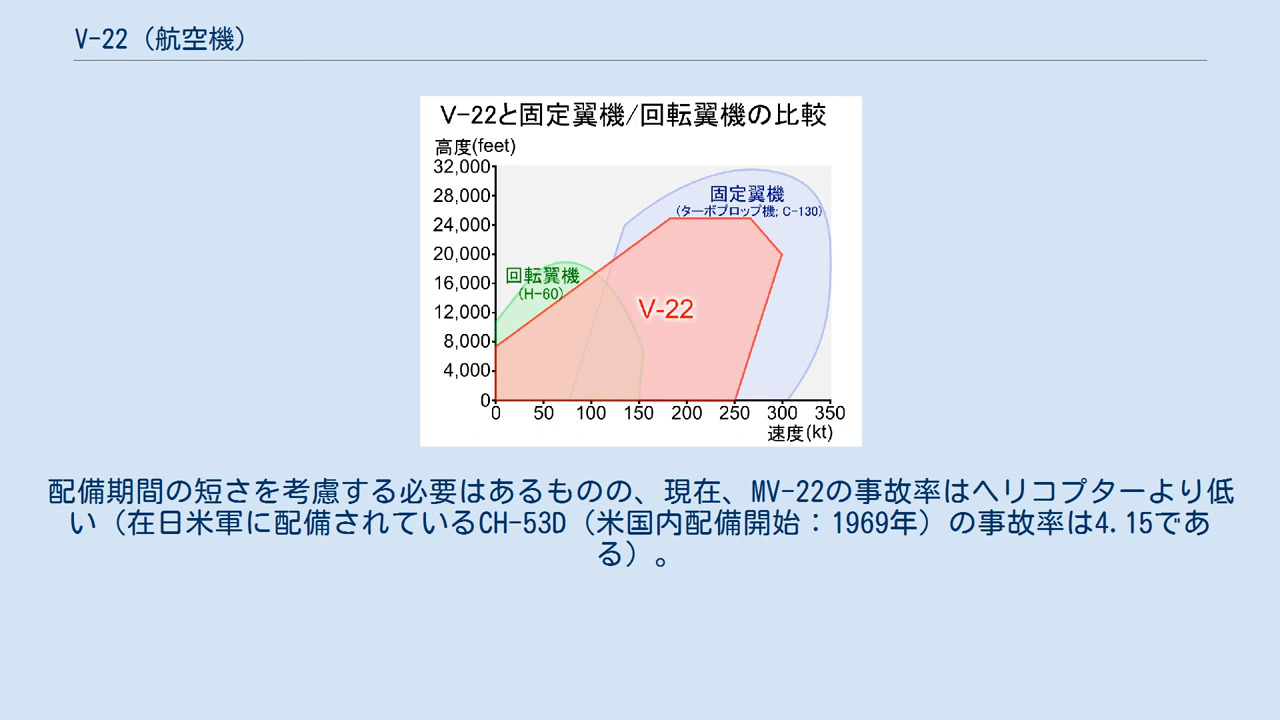 V-22（航空機）
V-22と固定翼機/回転翼機の比較
高度(feet)
32,000
28,000
24,000
20,000
16,000
12,000
8,000
4,000
0
固定翼機
(ターボプロップ機; C-130)
回転翼機
(H-60)
V-22
0 50 100 150 200 250 300 350
速度(kt)
配備期間の短さを考慮する必要はあるものの、現在、MV-22の事故率はヘリコプターより低
い（在日米軍に配備されているCH-53D（米国内配備開始：1969年）の事故率は4.15であ
る）。